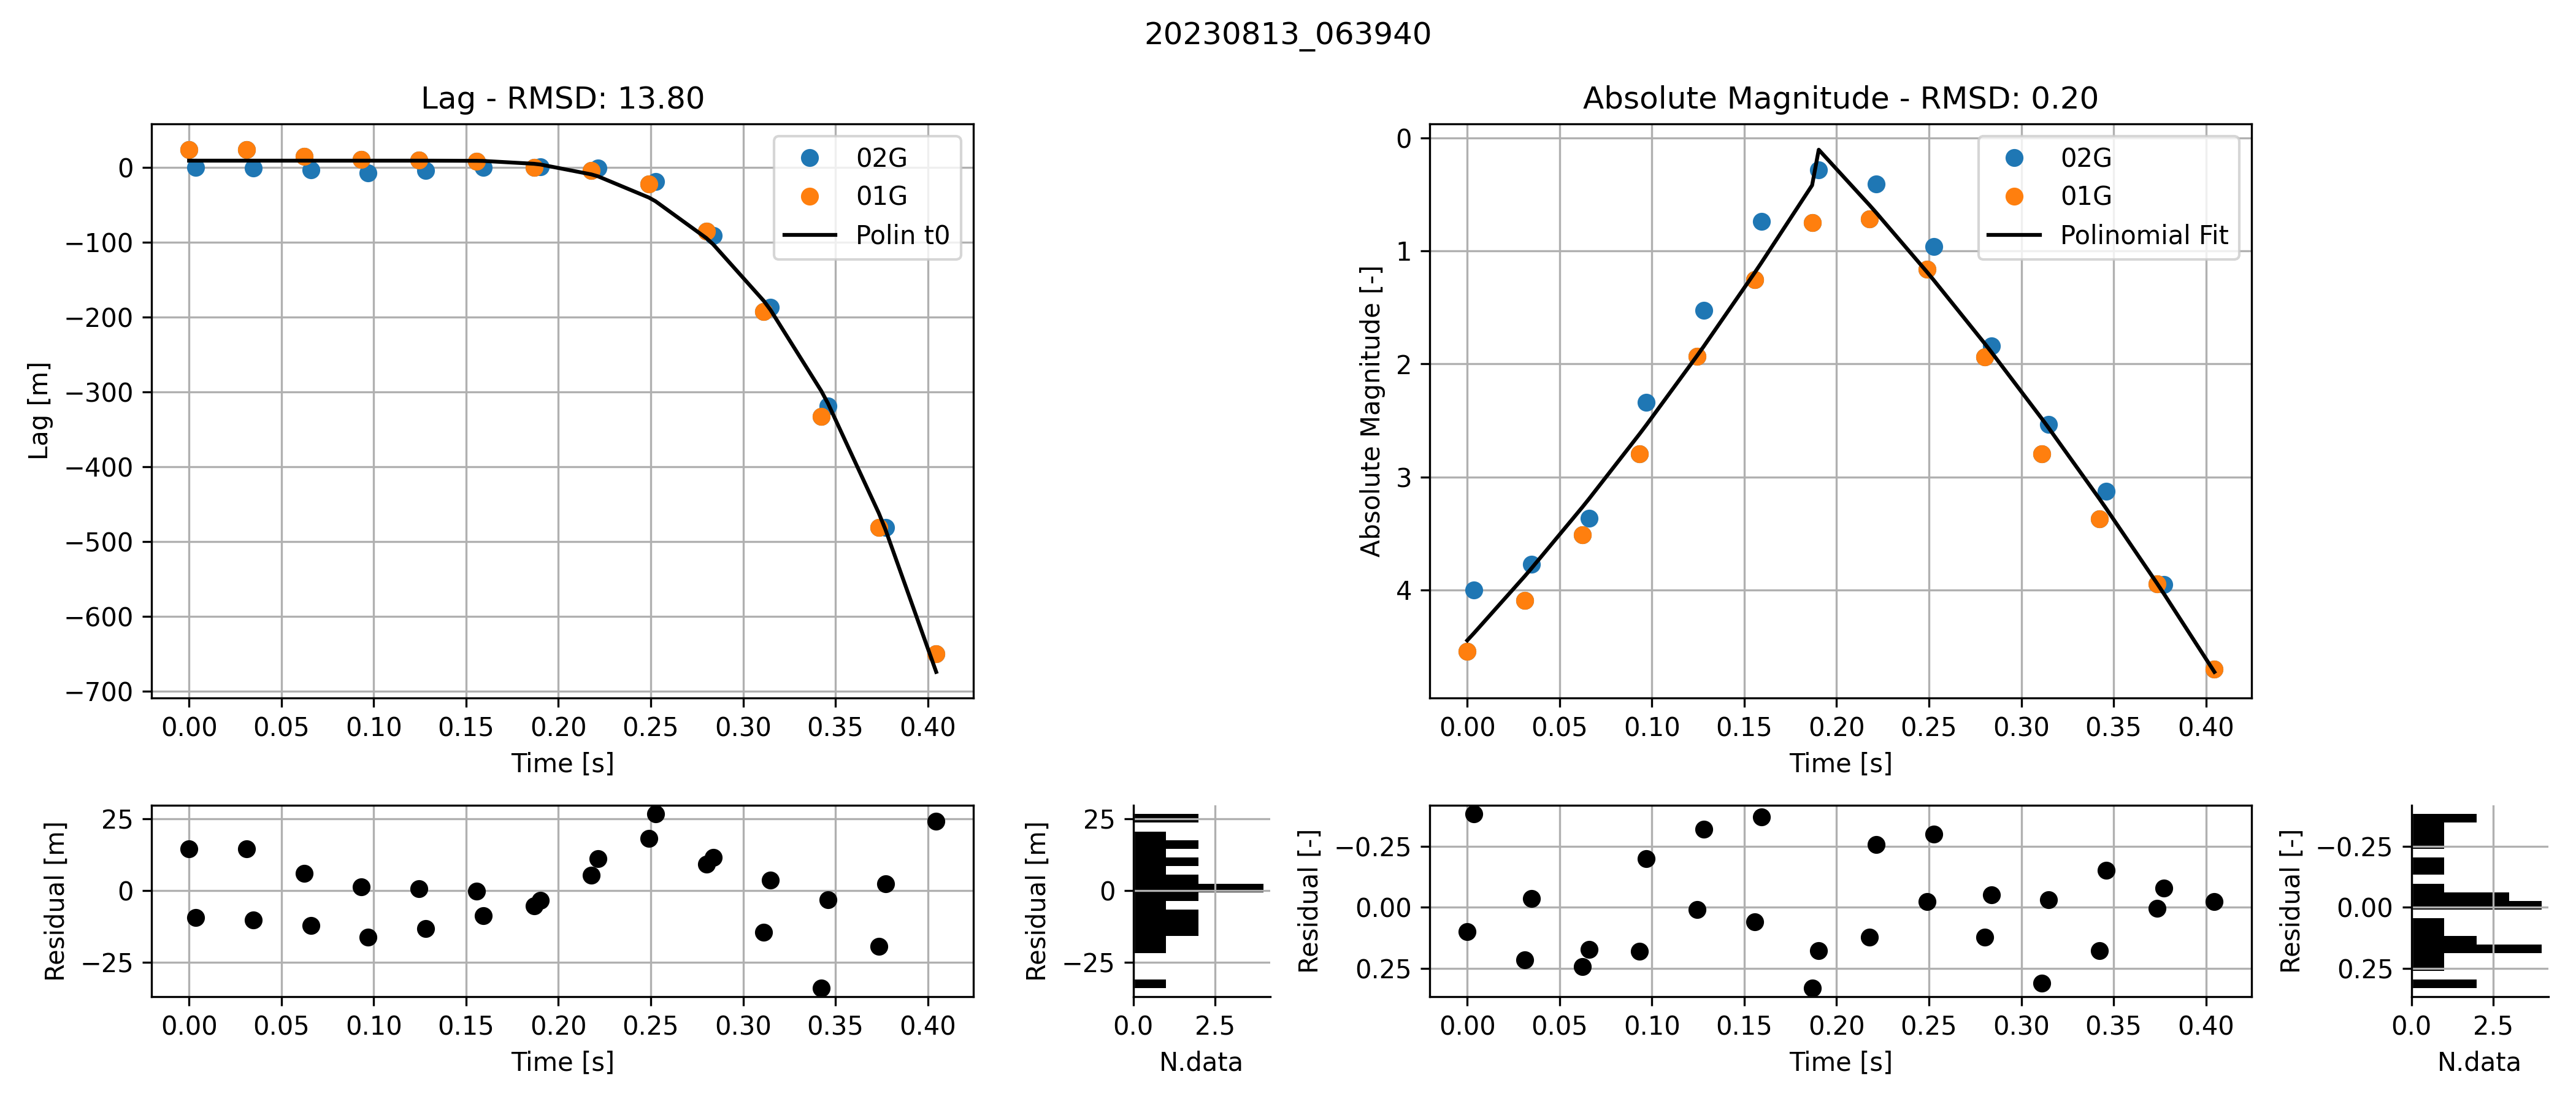 20230813_063940
Lag - RMSD: 13.80
Lag [m]
0
−100
−200
−300
−400
−500
−600
−700
02G
01G
Polin t0
0.00 0.05 0.10 0.15 0.20 0.25 0.30 0.35 0.40
Time [s]
Absolute Magnitude - RMSD: 0.20
Absolute Magnitude [-]
0
1
2
3
4
02G
01G
Polinomial Fit
0.00 0.05 0.10 0.15 0.20 0.25 0.30 0.35 0.40
Time [s]
Residual [m]
25
0
−25
0.00 0.05 0.10 0.15 0.20 0.25 0.30 0.35 0.40
Time [s]
Residual [m]
25
0
−25
0.0 2.5
N.data
Residual [-]
−0.25
0.00
0.25
0.00 0.05 0.10 0.15 0.20 0.25 0.30 0.35 0.40
Time [s]
Residual [-]
−0.25
0.00
0.25
0.0 2.5
N.data